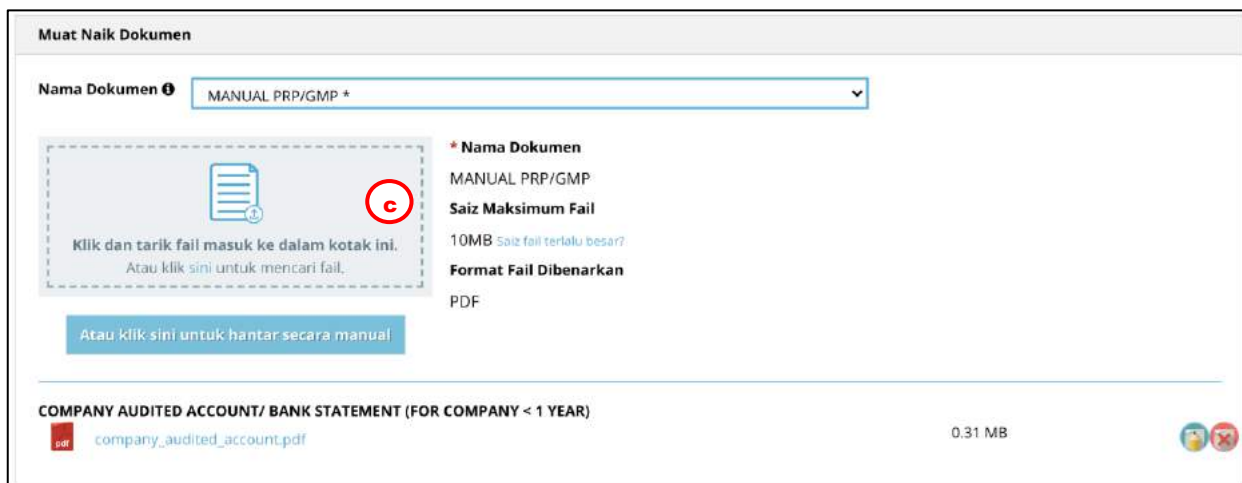 Muat Naik Dokumen
Nama Dokumen
MANUAL PRP/GMP *
c
Klik dan tarik fail masuk ke dalam kotak ini.
Atau klik sini untuk mencari fail.
Atau klik sini untuk hantar secara manual
* Nama Dokumen
MANUAL PRP/GMP
Saiz Maksimum Fail
10MB Saiz fail terlalu besar?
Format Fail Dibenarkan
PDF
COMPANY AUDITED ACCOUNT/ BANK STATEMENT (FOR COMPANY < 1 YEAR)
pdf company_audited_account.pdf 0.31 MB